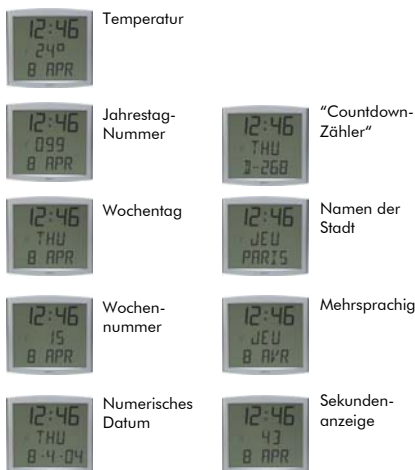 12:46
24°
8 APR
Temperatur
12:46
099
8 APR
Jahrestag-
Nummer
12:46
THU
D-268
“Countdown-
Zähler“
12:46
THU
8 APR
Wochentag
12:46
JEU
PARIS
Namen der
Stadt
12:46
15
8 APR
Wochen-
nummer
12:46
JEU
8 AVR
Mehrsprachig
12:46
THU
8·4·04
Numerisches
Datum
12:46
43
8 APR
Sekunden-
anzeige